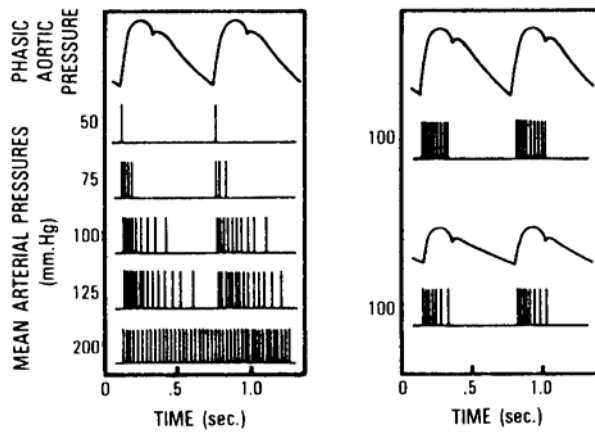 PHASIC
AORTIC
PRESSURE
MEAN ARTERIAL PRESSURES
(mm.Hg)
50
75
100
125
200
0 .5 1.0
TIME (sec.)
100
100
0 .5 1.0
TIME (sec.)